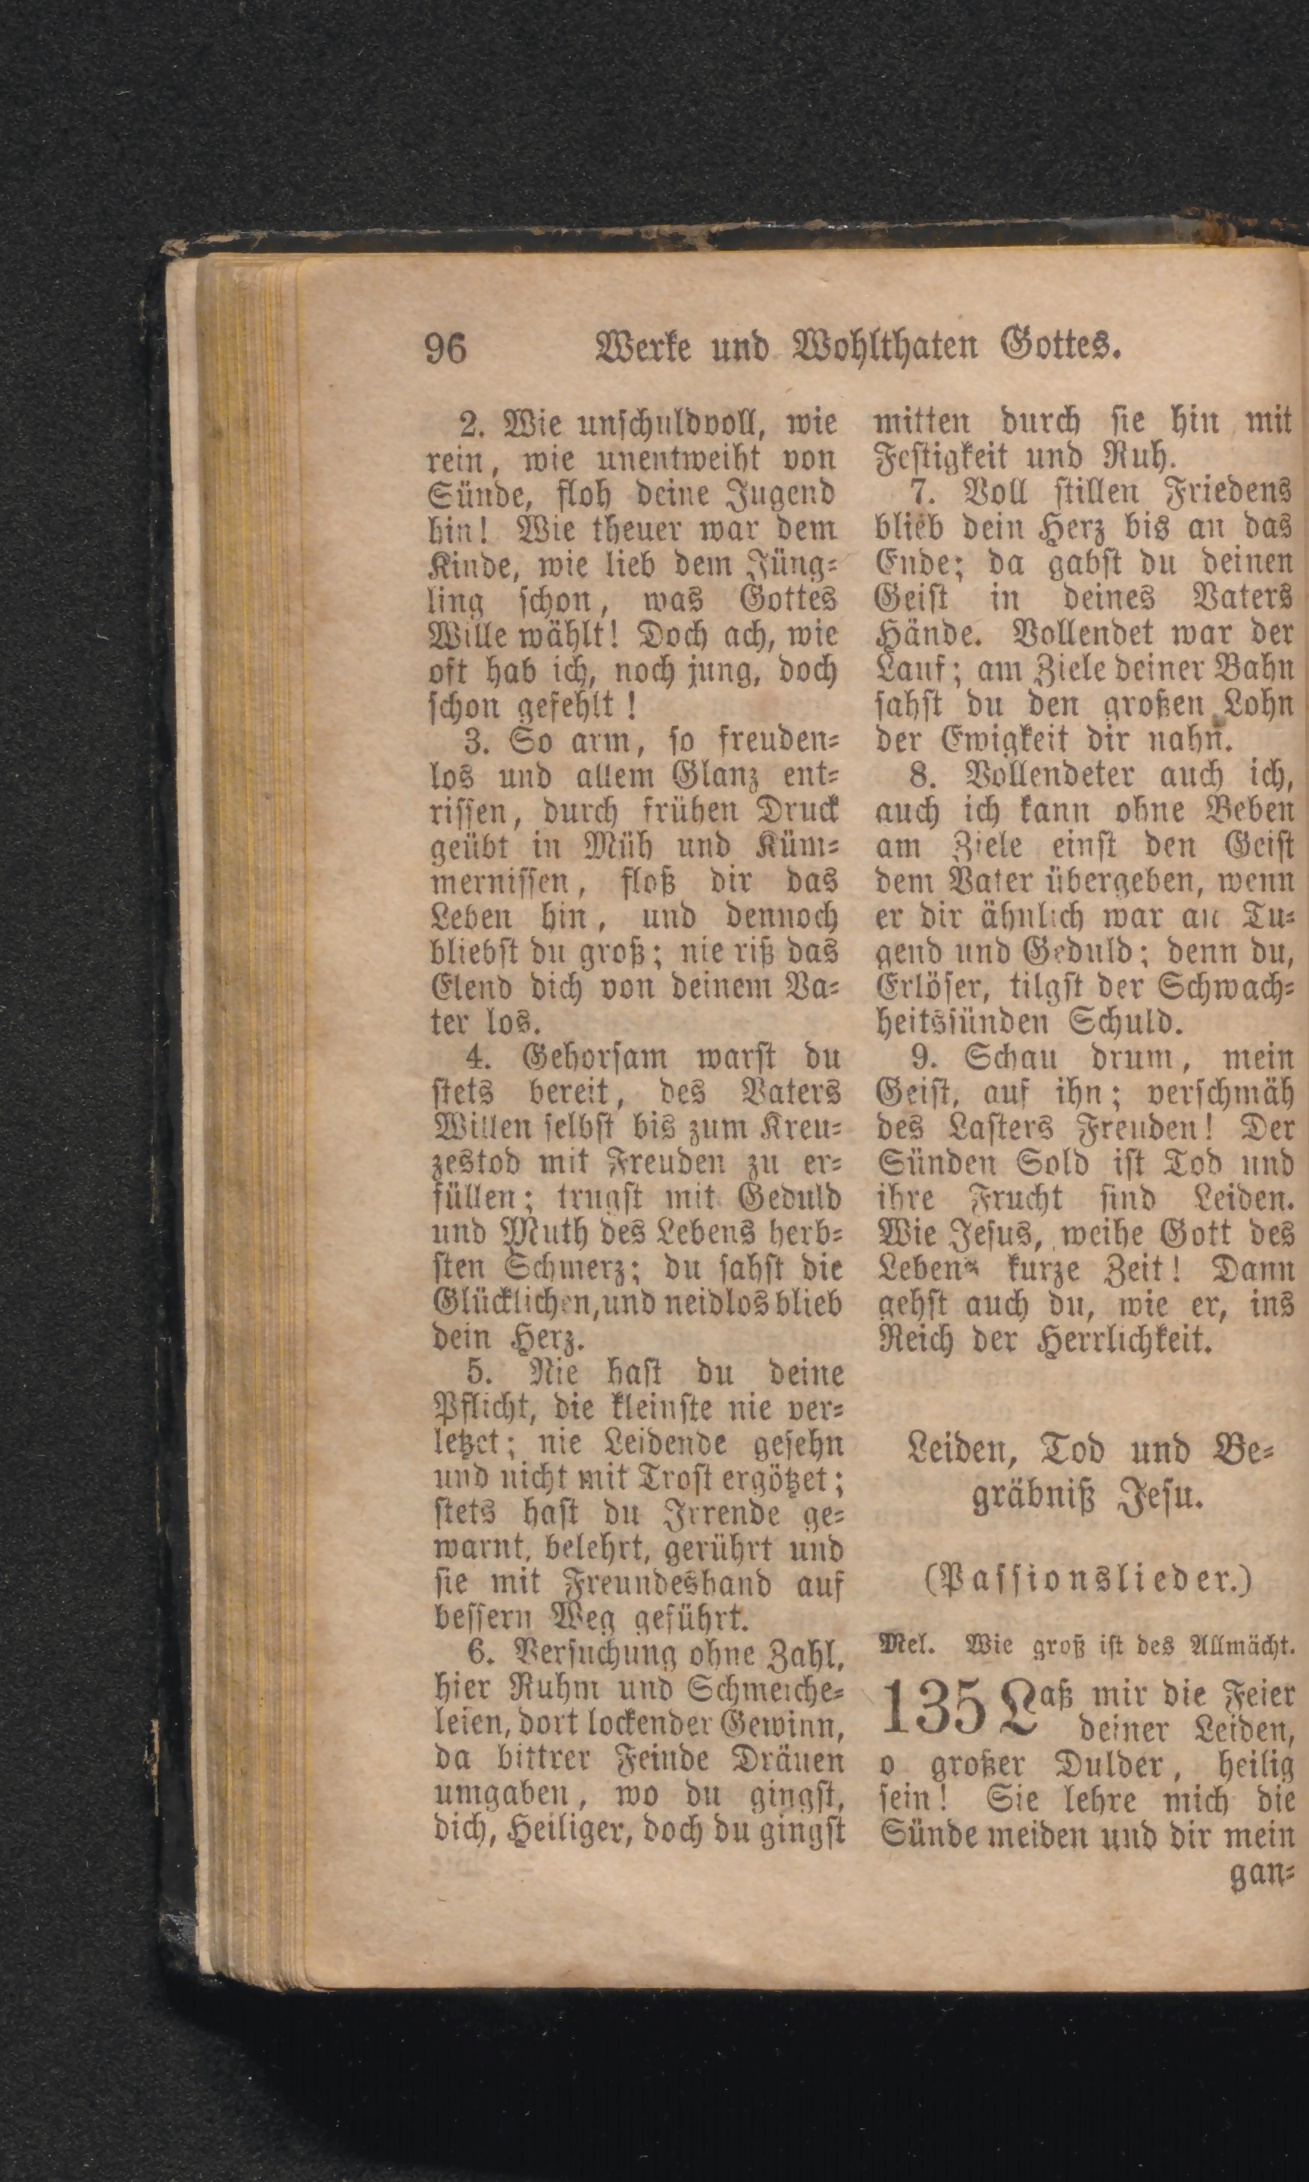 96 Werke und Wohlthaten Gottes.
2. Wie unschuldvoll, wie
rein, wie unentweiht von
Sünde, floh deine Jugend
hin! Wie theuer war dem
Kinde, wie lieb dem Jüng-
ling schon, was Gottes
Wille wählt! Doch ach, wie
oft hab ich, noch jung, doch
schon gefehlt!
3. So arm, so freuden-
los und allem Glanz ent-
rissen, durch frühen Druck
geübt in Müh und Küm-
mernissen, floß dir das
Leben hin, und dennoch
bliebst du groß; nie riß das
Elend dich von deinem Va-
ter los.
4. Gehorsam warst du
stets bereit, des Vaters
Willen selbst bis zum Kreu-
zestod mit Freuden zu er-
füllen; trugst mit Geduld
und Muth des Lebens herb-
sten Schmerz; du sahst die
Glücklichen, und neidlos blieb
dein Herz.
5. Nie hast du deine
Pflicht, die kleinste nie ver-
letzet; nie Leidende gesehn
und nicht mit Trost ergötzet;
stets hast du Irrende ge-
warnt, belehrt, gerührt und
sie mit Freundeshand auf
bessern Weg geführt.
6. Versuchung ohne Zahl,
hier Ruhm und Schmeiche-
leien, dort lockender Gewinn,
da bittrer Feinde Dräuen
umgaben, wo du gingst,
dich, Heiliger, doch du gingst
mitten durch sie hin mit
Festigkeit und Ruh.
7. Voll stillen Friedens
blieb dein Herz bis an das
Ende; da gabst du deinen
Geist in deines Vaters
Hände. Vollendet war der
Lauf; am Ziele deiner Bahn
sahst du den großen Lohn
der Ewigkeit dir nahn.
8. Vollendeter auch ich,
auch ich kann ohne Beben
am Ziele einst den Geist
dem Vater übergeben, wenn
er dir ähnlich war an Tu-
gend und Geduld; denn du,
Erlöser, tilgst der Schwach-
heitssünden Schuld.
9. Schau drum, mein
Geist, auf ihn; verschmäh
des Lasters Freuden! Der
Sünden Sold ist Tod und
ihre Frucht sind Leiden.
Wie Jesus, weihe Gott des
Lebens kurze Zeit! Dann
gehst auch du, wie er, ins
Reich der Herrlichkeit.
Leiden, Tod und Be-
gräbniß Jesu.
(Passionslieder.)
Mel. Wie groß ist des Allmächt.
135 Laß mir die Feier
deiner Leiden,
o großer Dulder, heilig
sein! Sie lehre mich die
Sünde meiden und dir mein
gan-